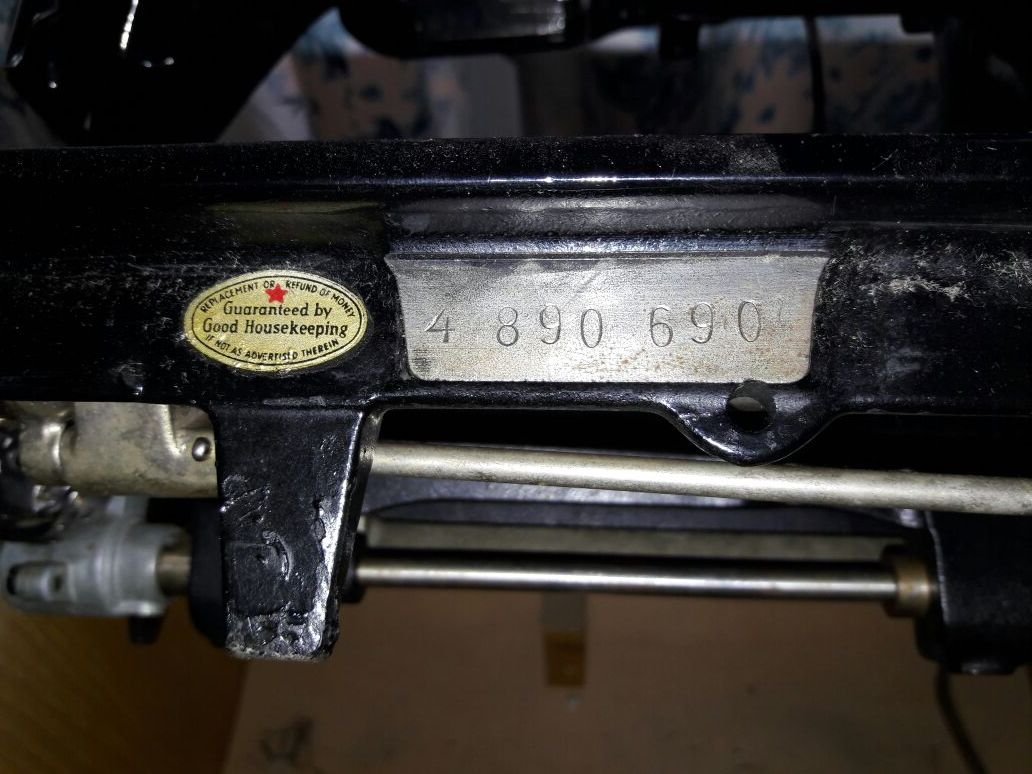 REPLACEMENT OR REFUND OF MONEY
Guaranteed by
Good Housekeeping
IF NOT AS ADVERTISED THEREIN
4 890 690